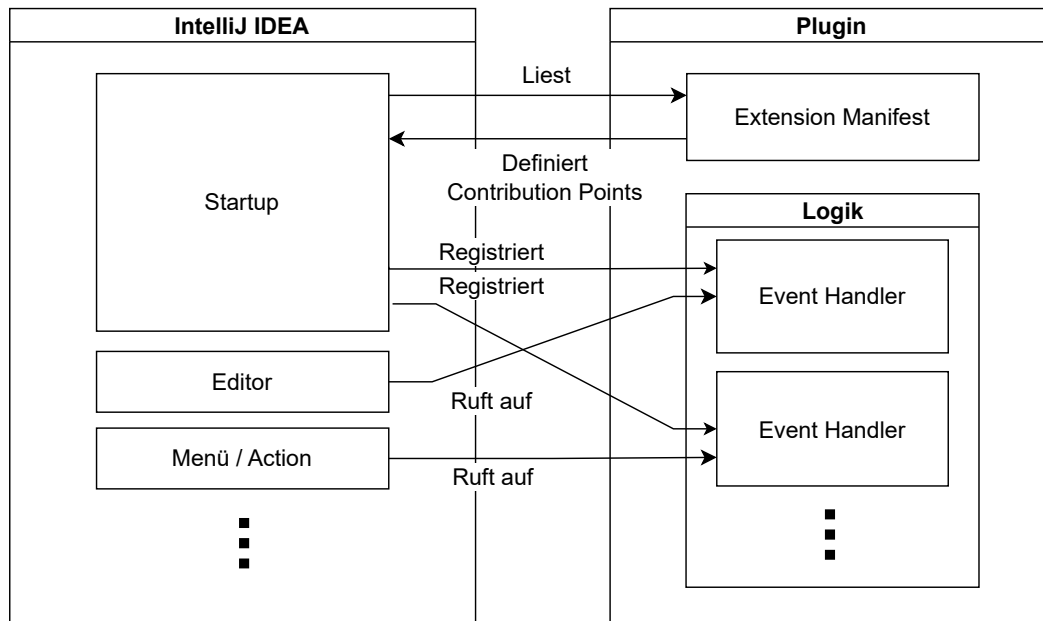 IntelliJ IDEA
Plugin
Liest
Extension Manifest
Definiert
Contribution Points
Startup
Logik
Registriert
Registriert
Event Handler
Editor
Ruft auf
Event Handler
Menü / Action
Ruft auf